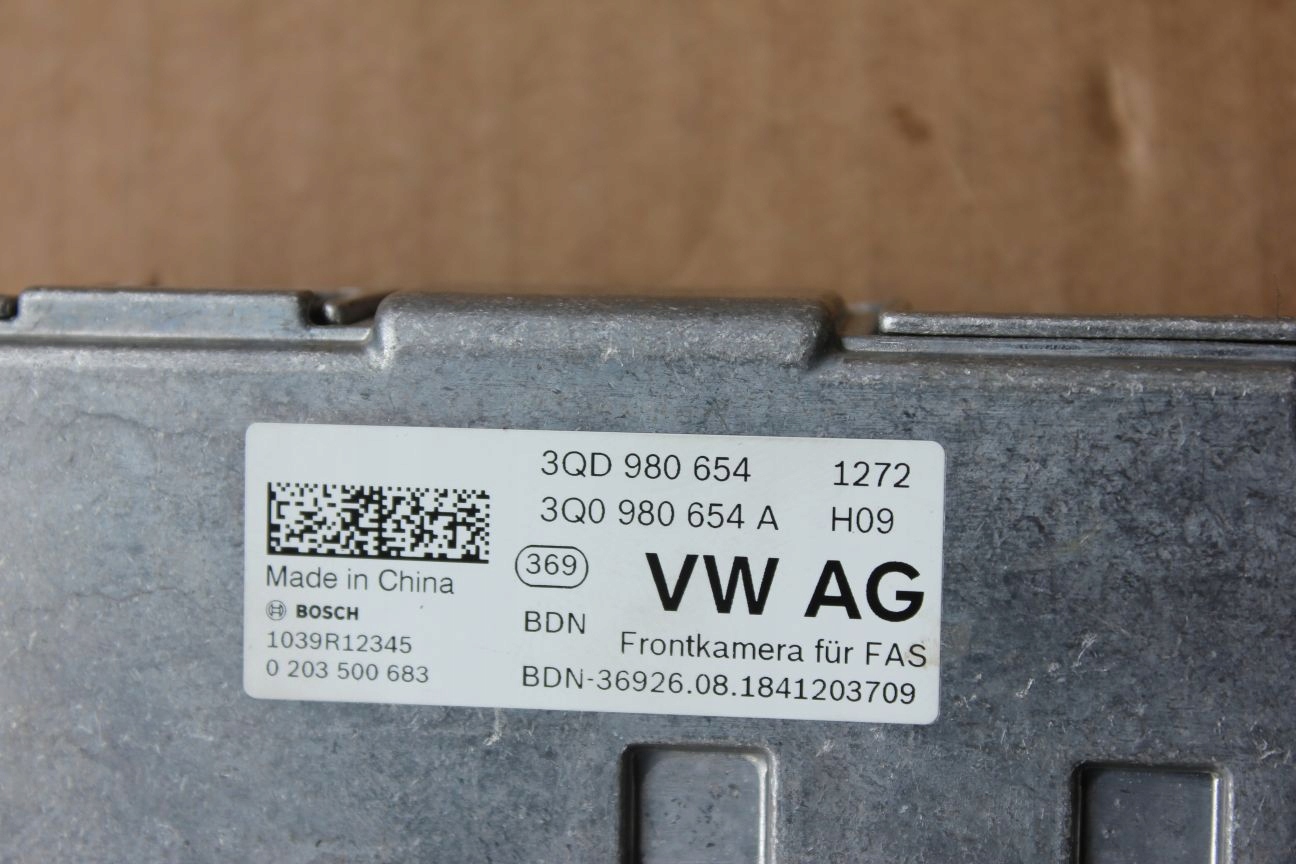 3QD 980 654 1272
3Q0 980 654 A H09
Made in China
369
VW AG
BOSCH
BDN
1039R12345
Frontkamera für FAS
0 203 500 683
BDN-36926.08.1841203709